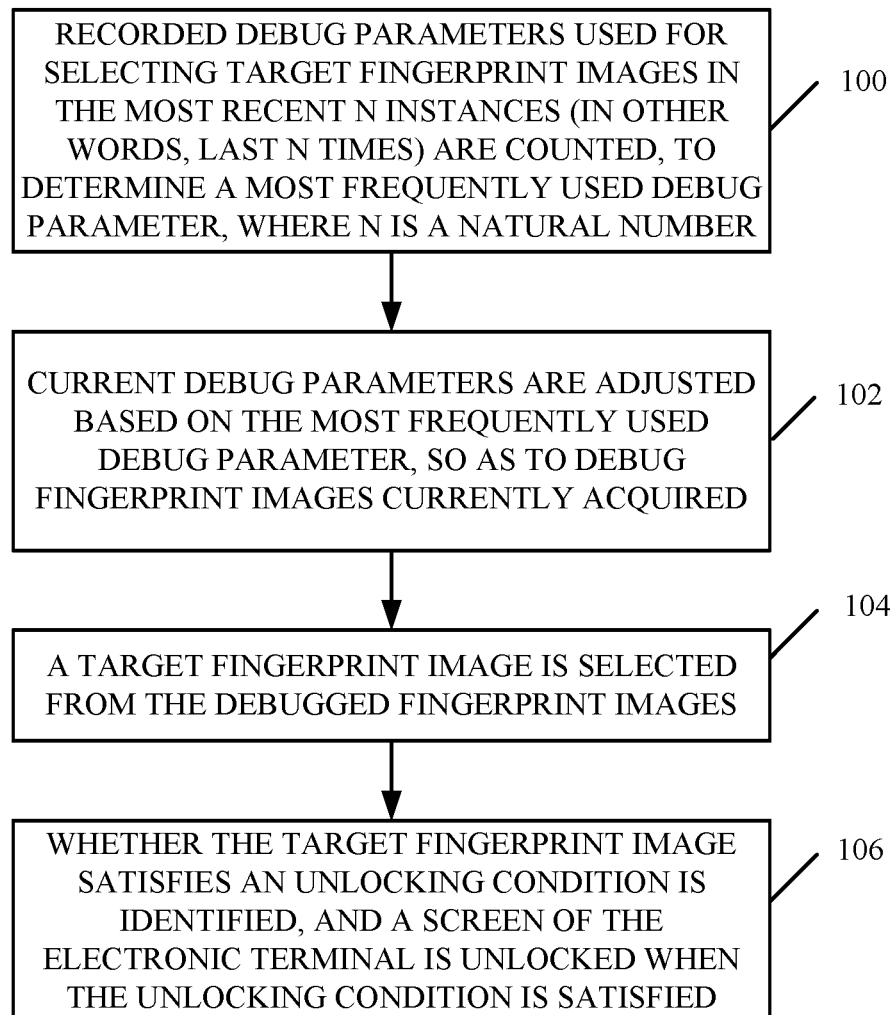 RECORDED DEBUG PARAMETERS USED FOR
SELECTING TARGET FINGERPRINT IMAGES IN
THE MOST RECENT N INSTANCES (IN OTHER
WORDS, LAST N TIMES) ARE COUNTED, TO
DETERMINE A MOST FREQUENTLY USED DEBUG
PARAMETER, WHERE N IS A NATURAL NUMBER
100
CURRENT DEBUG PARAMETERS ARE ADJUSTED
BASED ON THE MOST FREQUENTLY USED
DEBUG PARAMETER, SO AS TO DEBUG
FINGERPRINT IMAGES CURRENTLY ACQUIRED
102
A TARGET FINGERPRINT IMAGE IS SELECTED
FROM THE DEBUGGED FINGERPRINT IMAGES
104
WHETHER THE TARGET FINGERPRINT IMAGE
SATISFIES AN UNLOCKING CONDITION IS
IDENTIFIED, AND A SCREEN OF THE
ELECTRONIC TERMINAL IS UNLOCKED WHEN
THE UNLOCKING CONDITION IS SATISFIED
106